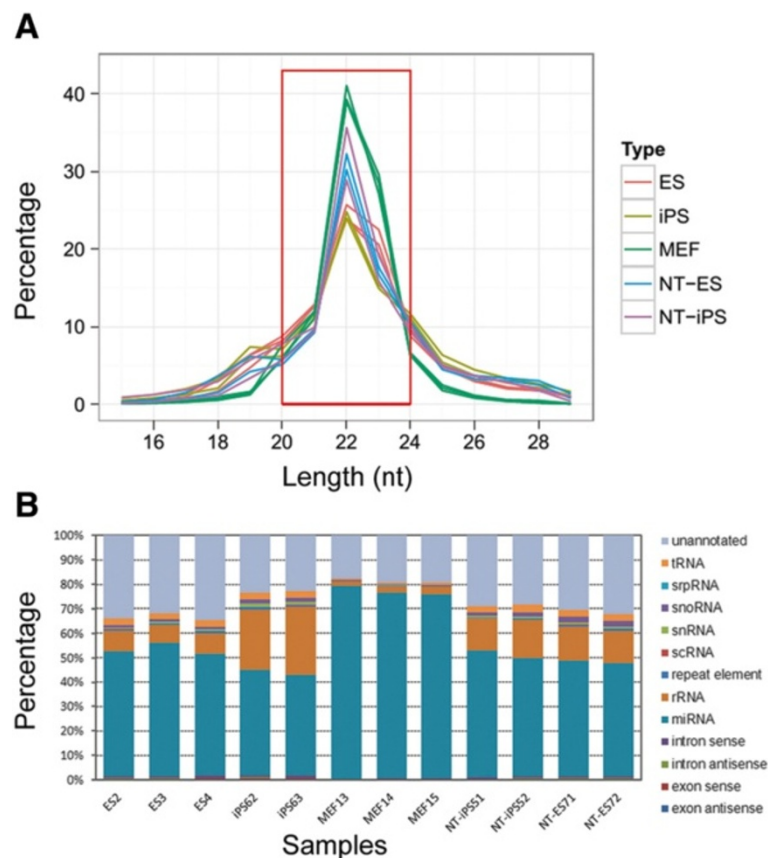 A
Percentage
40
30
20
10
0
16 18 20 22 24 26 28
Length (nt)
Type
ES
iPS
MEF
NT-ES
NT-iPS
B
Percentage
100%
90%
80%
70%
60%
50%
40%
30%
20%
10%
0%
ES2 ES3 ES4 iPS62 iPS63 MEF13 MEF14 MEF15 NT-iPS51 NT-iPS52 NT-ES71 NT-ES72
Samples
unannotated
tRNA
srpRNA
snoRNA
snRNA
scRNA
repeat element
rRNA
miRNA
intron sense
intron antisense
exon sense
exon antisense